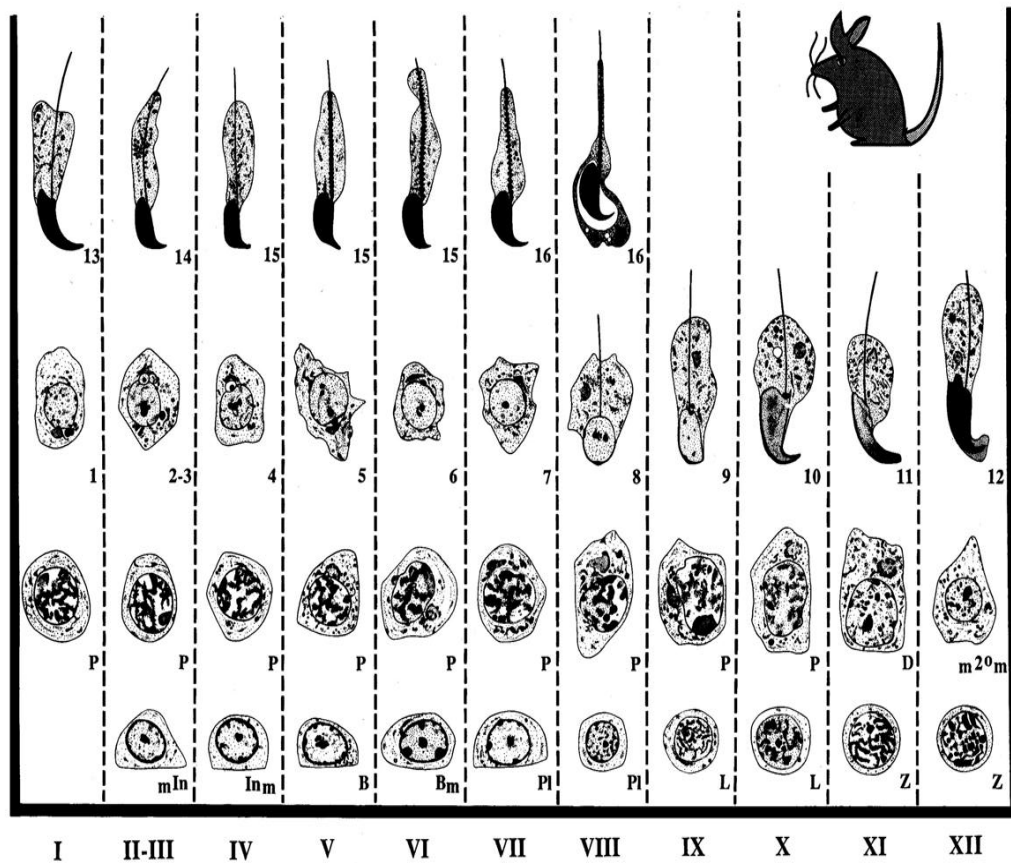 13 14 15 15 15 16 16
12
1 2-3 4 5 6 7 8 9 10 11
P P P P P P P P P D m2ºm
mIn Inm B Bm Pl Pl L L Z Z
I II-III IV V VI VII VIII IX X XI XII